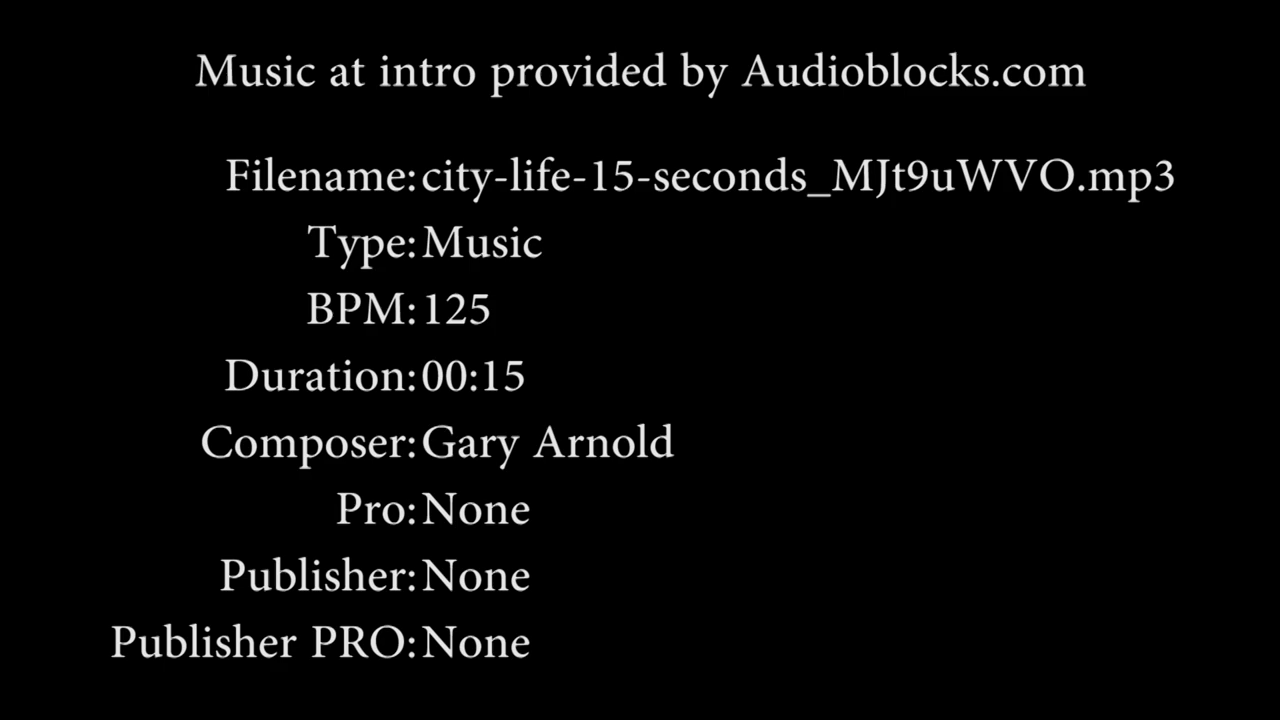 Music at intro provided by Audioblocks.com
Filename: city-life-15-seconds_MJt9uWVO.mp3
Type: Music
BPM: 125
Duration: 00:15
Composer: Gary Arnold
Pro: None
Publisher: None
Publisher PRO: None